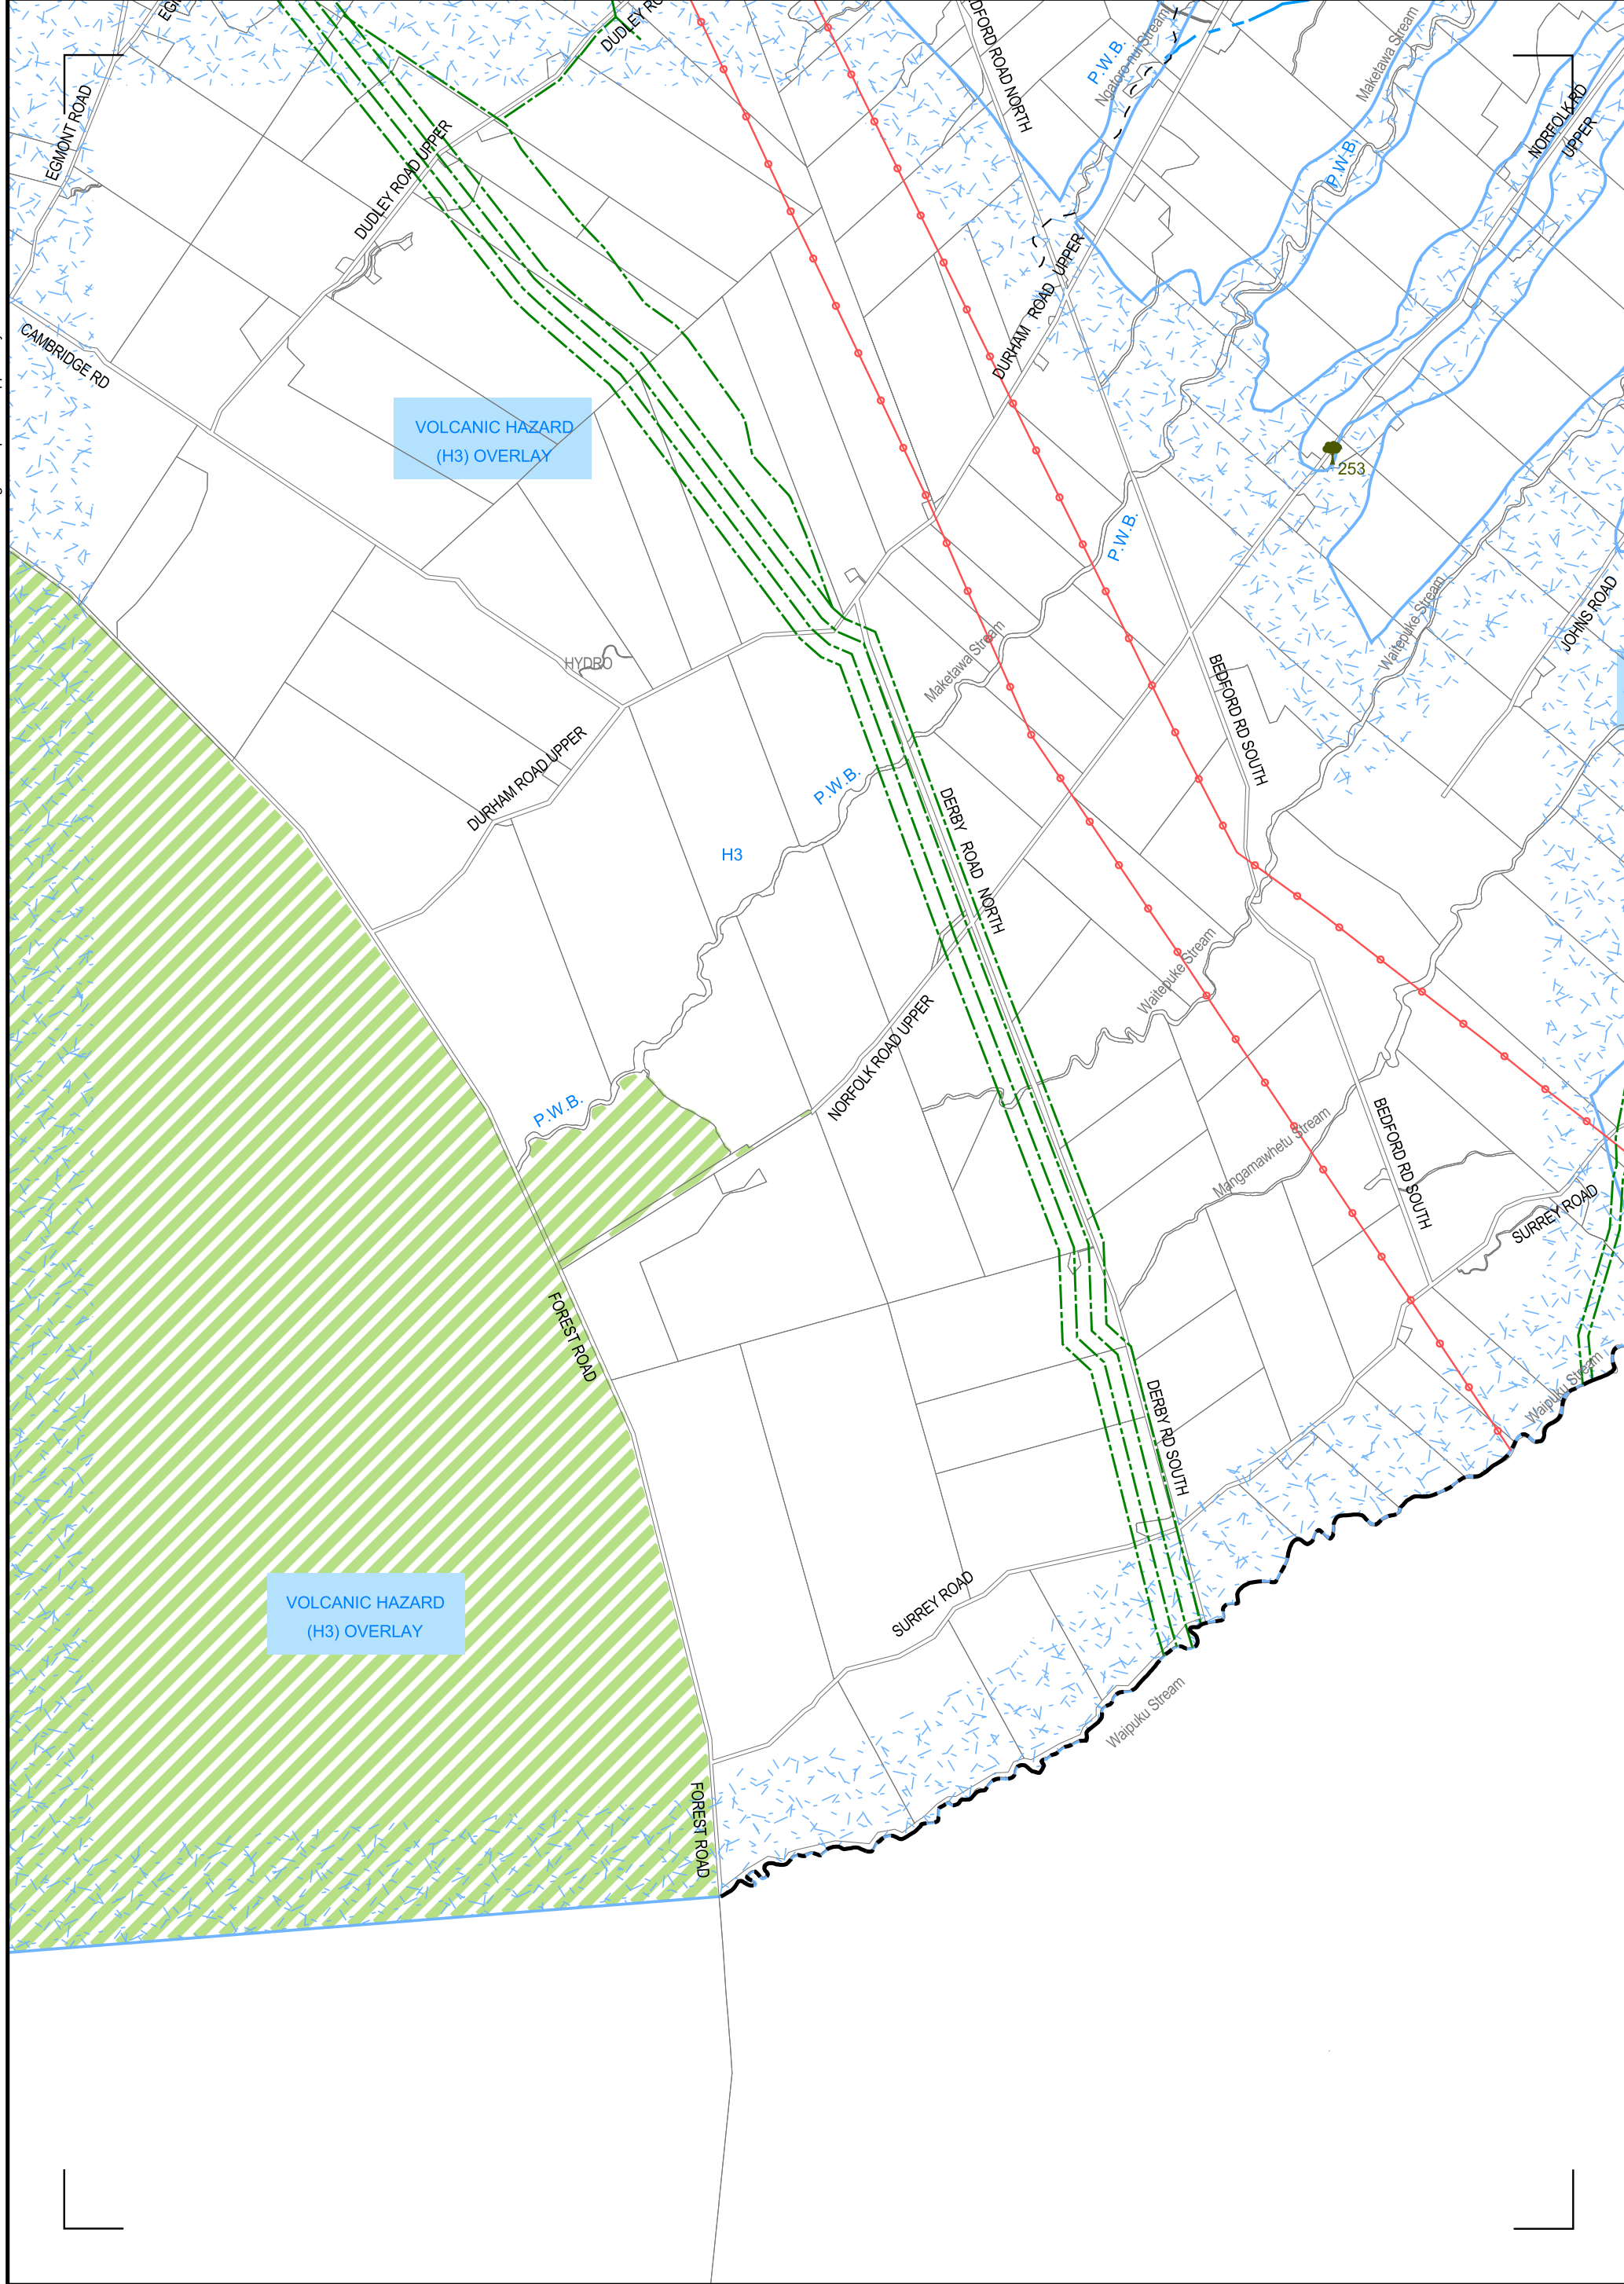 DUDLEY
BEDFORD ROAD NORTH
P.W.B.
Ngatoro-nui Stream
Maketawa Stream
EGMONT ROAD
NORFOLK RD
UPPER
P.W.B.
DUDLEY ROAD UPPER
DURHAM ROAD UPPER
CAMBRIDGE RD
VOLCANIC HAZARD
(H3) OVERLAY
253
P.W.B.
Waitepuke Stream
JOHNS ROAD
HYDRO
Maketawa Stream
BEDFORD RD SOUTH
DURHAM ROAD UPPER
P.W.B.
DERBY ROAD NORTH
H3
Waitepuke Stream
NORFOLK ROAD UPPER
P.W.B.
Mangamawhetu Stream
BEDFORD RD SOUTH
SURREY ROAD
FOREST ROAD
DERBY RD SOUTH
Waipuku Stream
VOLCANIC HAZARD
(H3) OVERLAY
SURREY ROAD
Waipuku Stream
FOREST ROAD